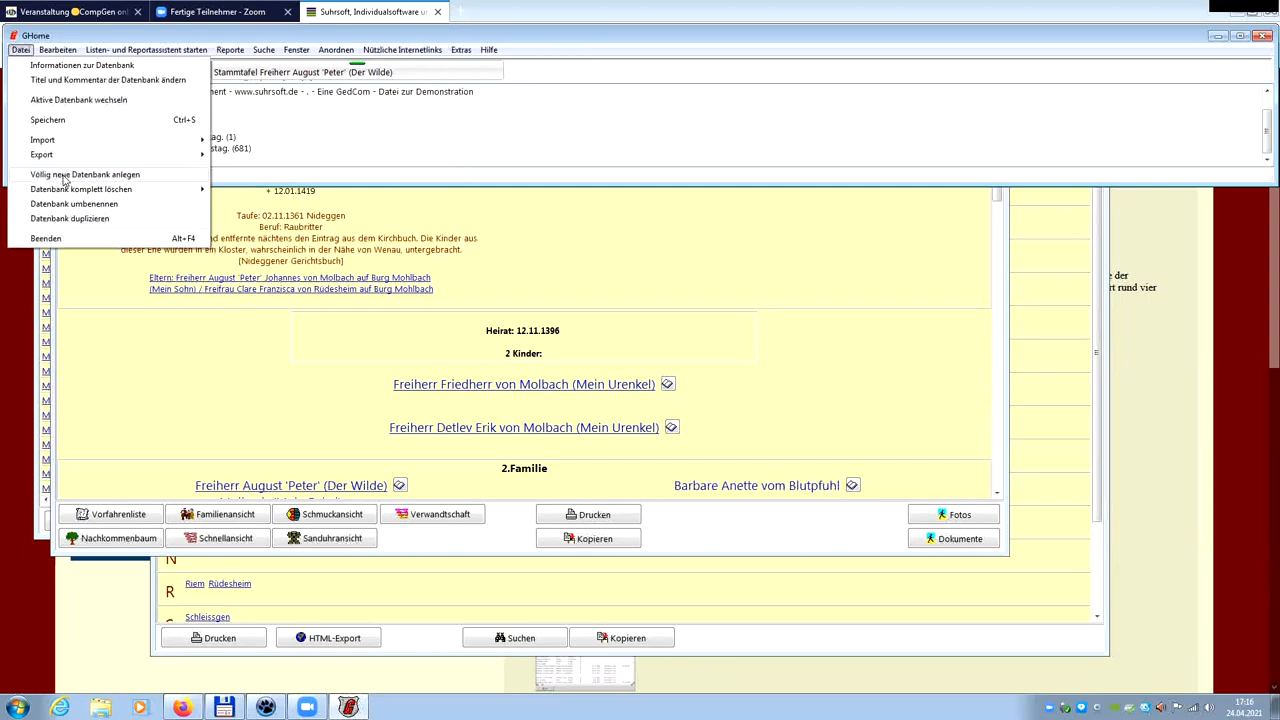 Veranstaltung 🟡CompGen onl
Fertige Teilnehmer - Zoom
Suhrsoft, Individualsoftware u
GHome
Datei Bearbeiten Listen- und Reportassistent starten Reporte Suche Fenster Anordnen Nützliche Internetlinks Extras Hilfe
Informationen zur Datenbank
Titel und Kommentar der Datenbank ändern
Aktive Datenbank wechseln
Speichern Ctrl+S
Import
Export
Völlig neue Datenbank anlegen
Datenbank komplett löschen
Datenbank umbenennen
Datenbank duplizieren
Beenden Alt+F4
Stammtafel Freiherr August 'Peter' (Der Wilde)
ment - www.suhrsoft.de - . - Eine GedCom - Datei zur Demonstration
ag. (1)
stag. (681)
+ 12.01.1419
Taufe: 02.11.1361 Nideggen
Beruf: Raubritter
und entfernte nächtens den Eintrag aus dem Kirchbuch. Die Kinder aus
dieser Ehe wurden in ein Kloster, wahrscheinlich in der Nähe von Wenau, untergebracht.
[Nideggener Gerichtsbuch]
Eltern: Freiherr August 'Peter' Johannes von Molbach auf Burg Mohlbach
(Mein Sohn) / Freifrau Clare Franzisca von Rüdesheim auf Burg Mohlbach
e der
rt rund vier
Heirat: 12.11.1396
2 Kinder:
Freiherr Friedherr von Molbach (Mein Urenkel)
Freiherr Detlev Erik von Molbach (Mein Urenkel)
2.Familie
Freiherr August 'Peter' (Der Wilde) Barbare Anette vom Blutpfuhl
Vorfahrenliste Familienansicht Schmuckansicht Verwandtschaft Drucken Fotos
Nachkommenbaum Schnellansicht Sanduhransicht Kopieren Dokumente
N
R Riem Rüdesheim
Schleissgen
Drucken HTML-Export Suchen Kopieren
17:16
24.04.2021